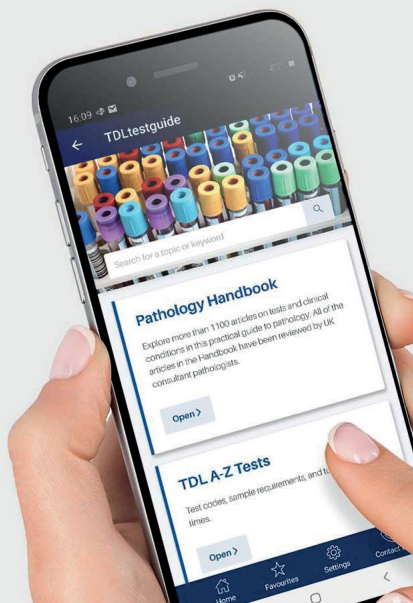 16:09
TDLtestguide
Search for a topic or keyword
Pathology Handbook
Explore more than 1100 articles on tests and clinical
conditions in this practical guide to pathology. All of the
articles in the Handbook have been reviewed by UK
consultant pathologists.
Open >
TDL A-Z Tests
Test codes, sample requirements, and
times.
Open >
Home
Favourites
Settings
Contact